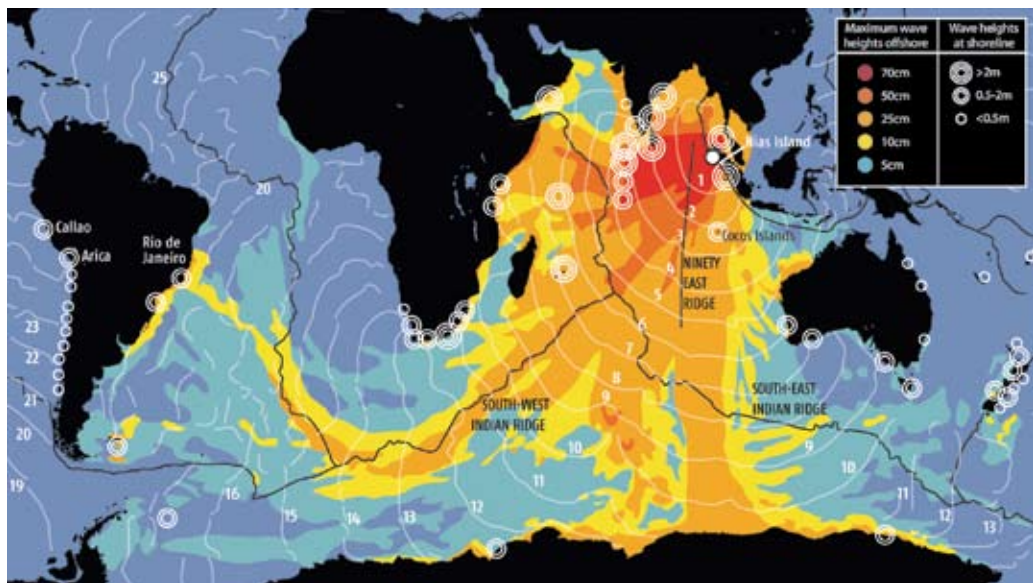 Maximum wave
heights offshore
70cm
50cm
25cm
10cm
5cm
Wave heights
at shoreline
>2m
0.5-2m
<0.5m
25
20
Callao
Arica
Rio de
Janeiro
Nias Island
1
2
3
Cocos Islands
4
NINETY
EAST
RIDGE
5
6
7
8
9
23
22
21
20
19
SOUTH-WEST
INDIAN RIDGE
SOUTH-EAST
INDIAN RIDGE
10
11
12
13
14
15
16
9
10
11
12
13